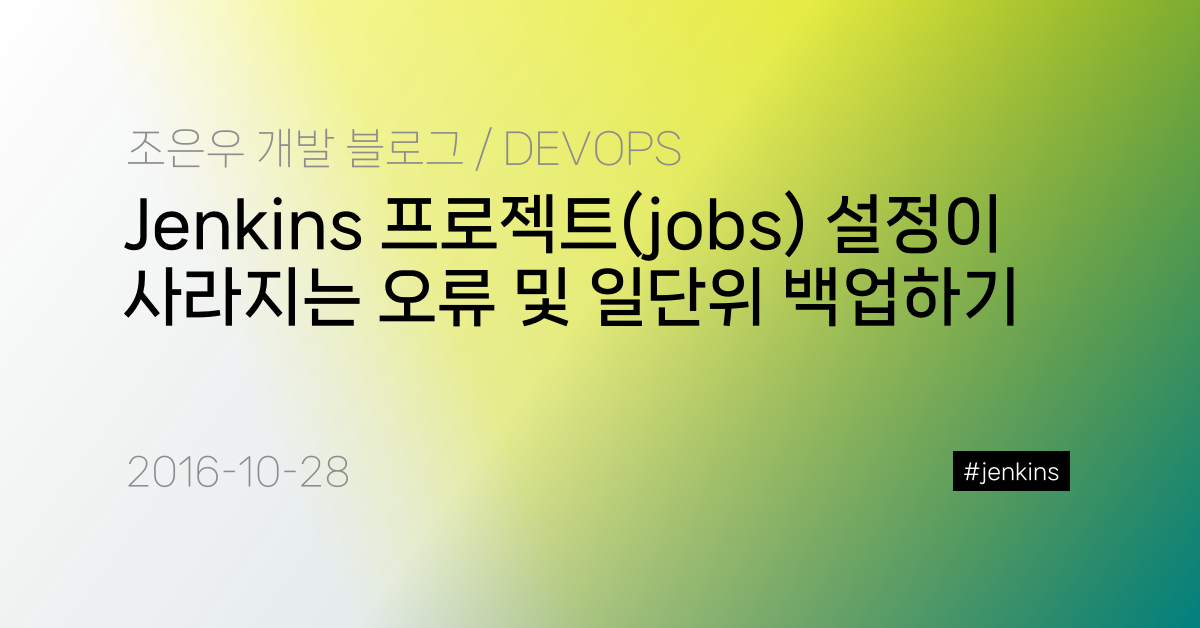 조은우 개발 블로그 / DEVOPS
Jenkins 프로젝트(jobs) 설정이
사라지는 오류 및 일단위 백업하기
2016-10-28
#jenkins